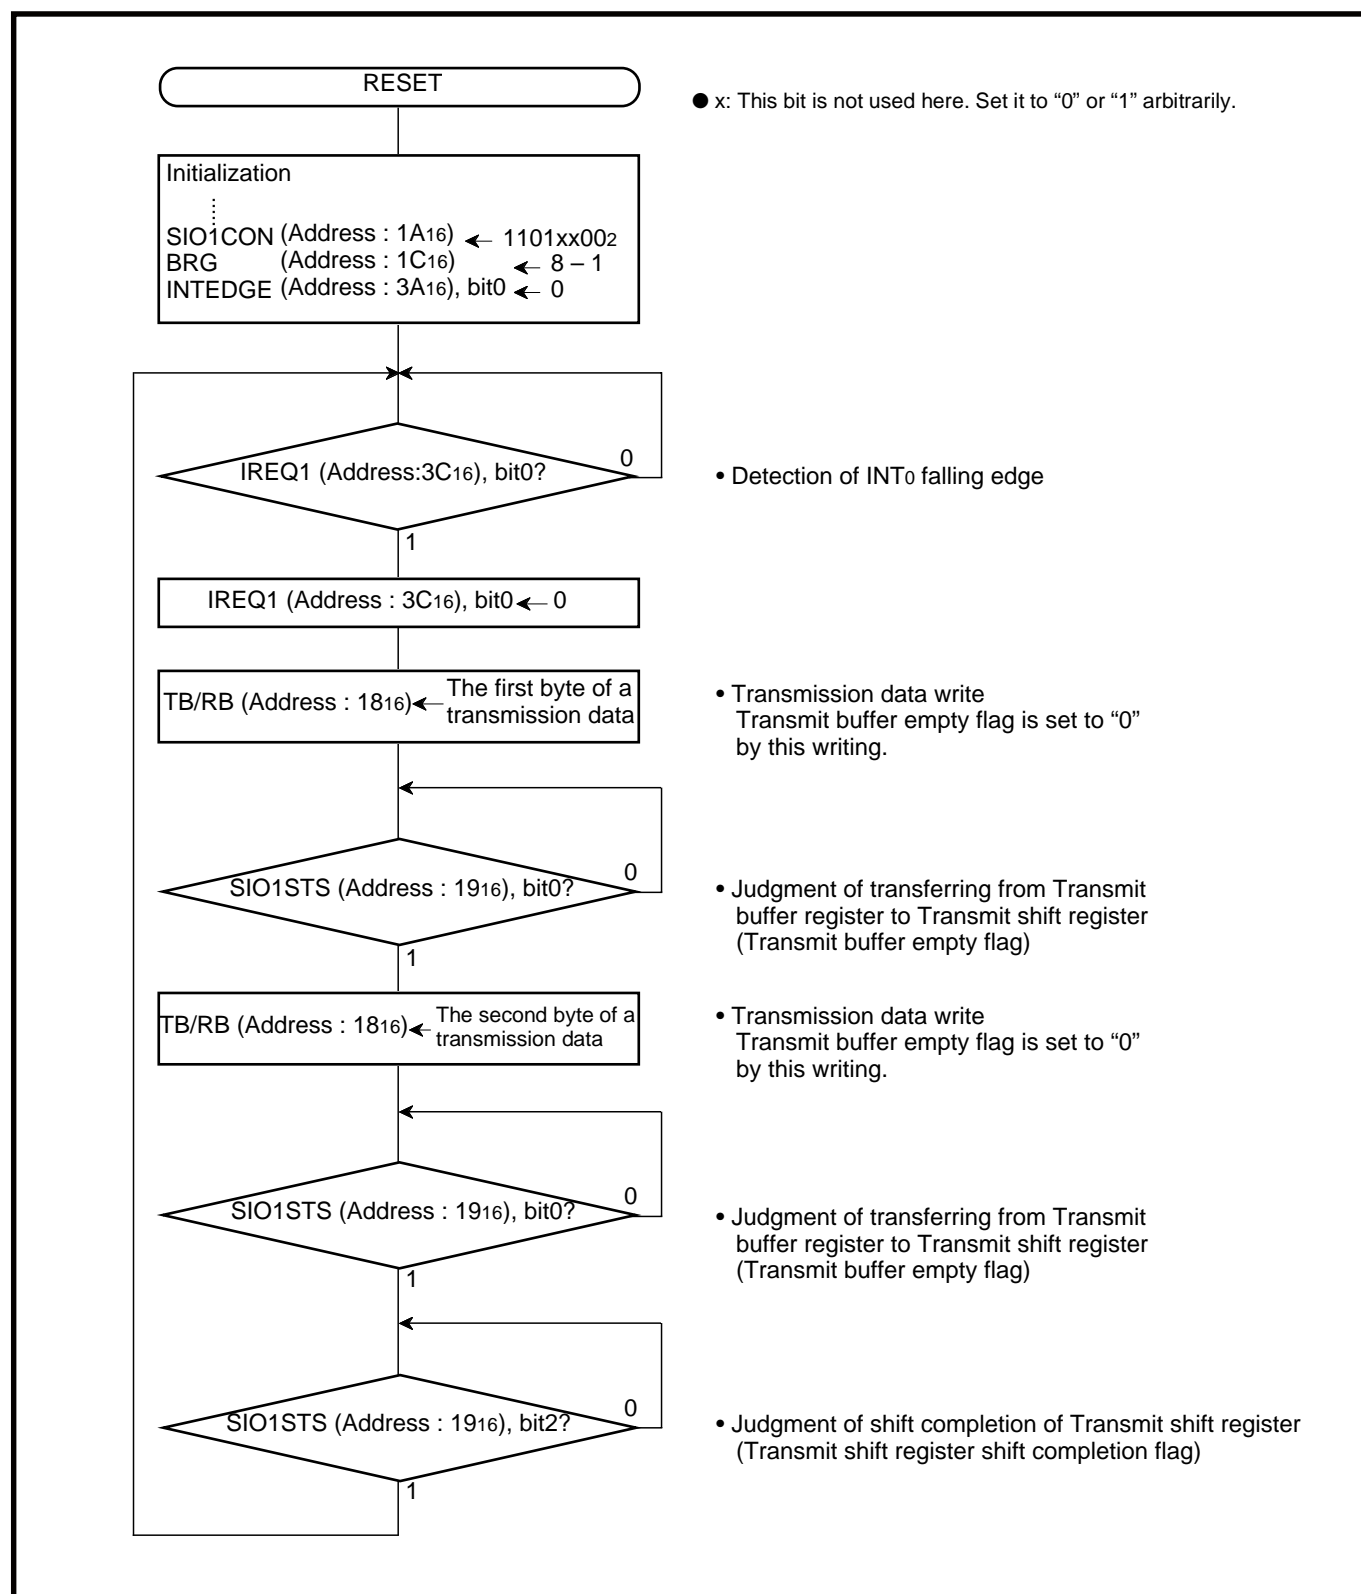 RESET
● x: This bit is not used here. Set it to “0” or “1” arbitrarily.
Initialization
SIO1CON (Address : 1A16) ← 1101xx002
BRG (Address : 1C16) ← 8 – 1
INTEDGE (Address : 3A16), bit0 ← 0
IREQ1 (Address:3C16), bit0?
0
• Detection of INT0 falling edge
1
IREQ1 (Address : 3C16), bit0 ← 0
TB/RB (Address : 1816) ← The first byte of a
transmission data
• Transmission data write
Transmit buffer empty flag is set to “0”
by this writing.
SIO1STS (Address : 1916), bit0?
0
• Judgment of transferring from Transmit
buffer register to Transmit shift register
(Transmit buffer empty flag)
1
TB/RB (Address : 1816) ← The second byte of a
transmission data
• Transmission data write
Transmit buffer empty flag is set to “0”
by this writing.
SIO1STS (Address : 1916), bit0?
0
• Judgment of transferring from Transmit
buffer register to Transmit shift register
(Transmit buffer empty flag)
1
SIO1STS (Address : 1916), bit2?
0
• Judgment of shift completion of Transmit shift register
(Transmit shift register shift completion flag)
1